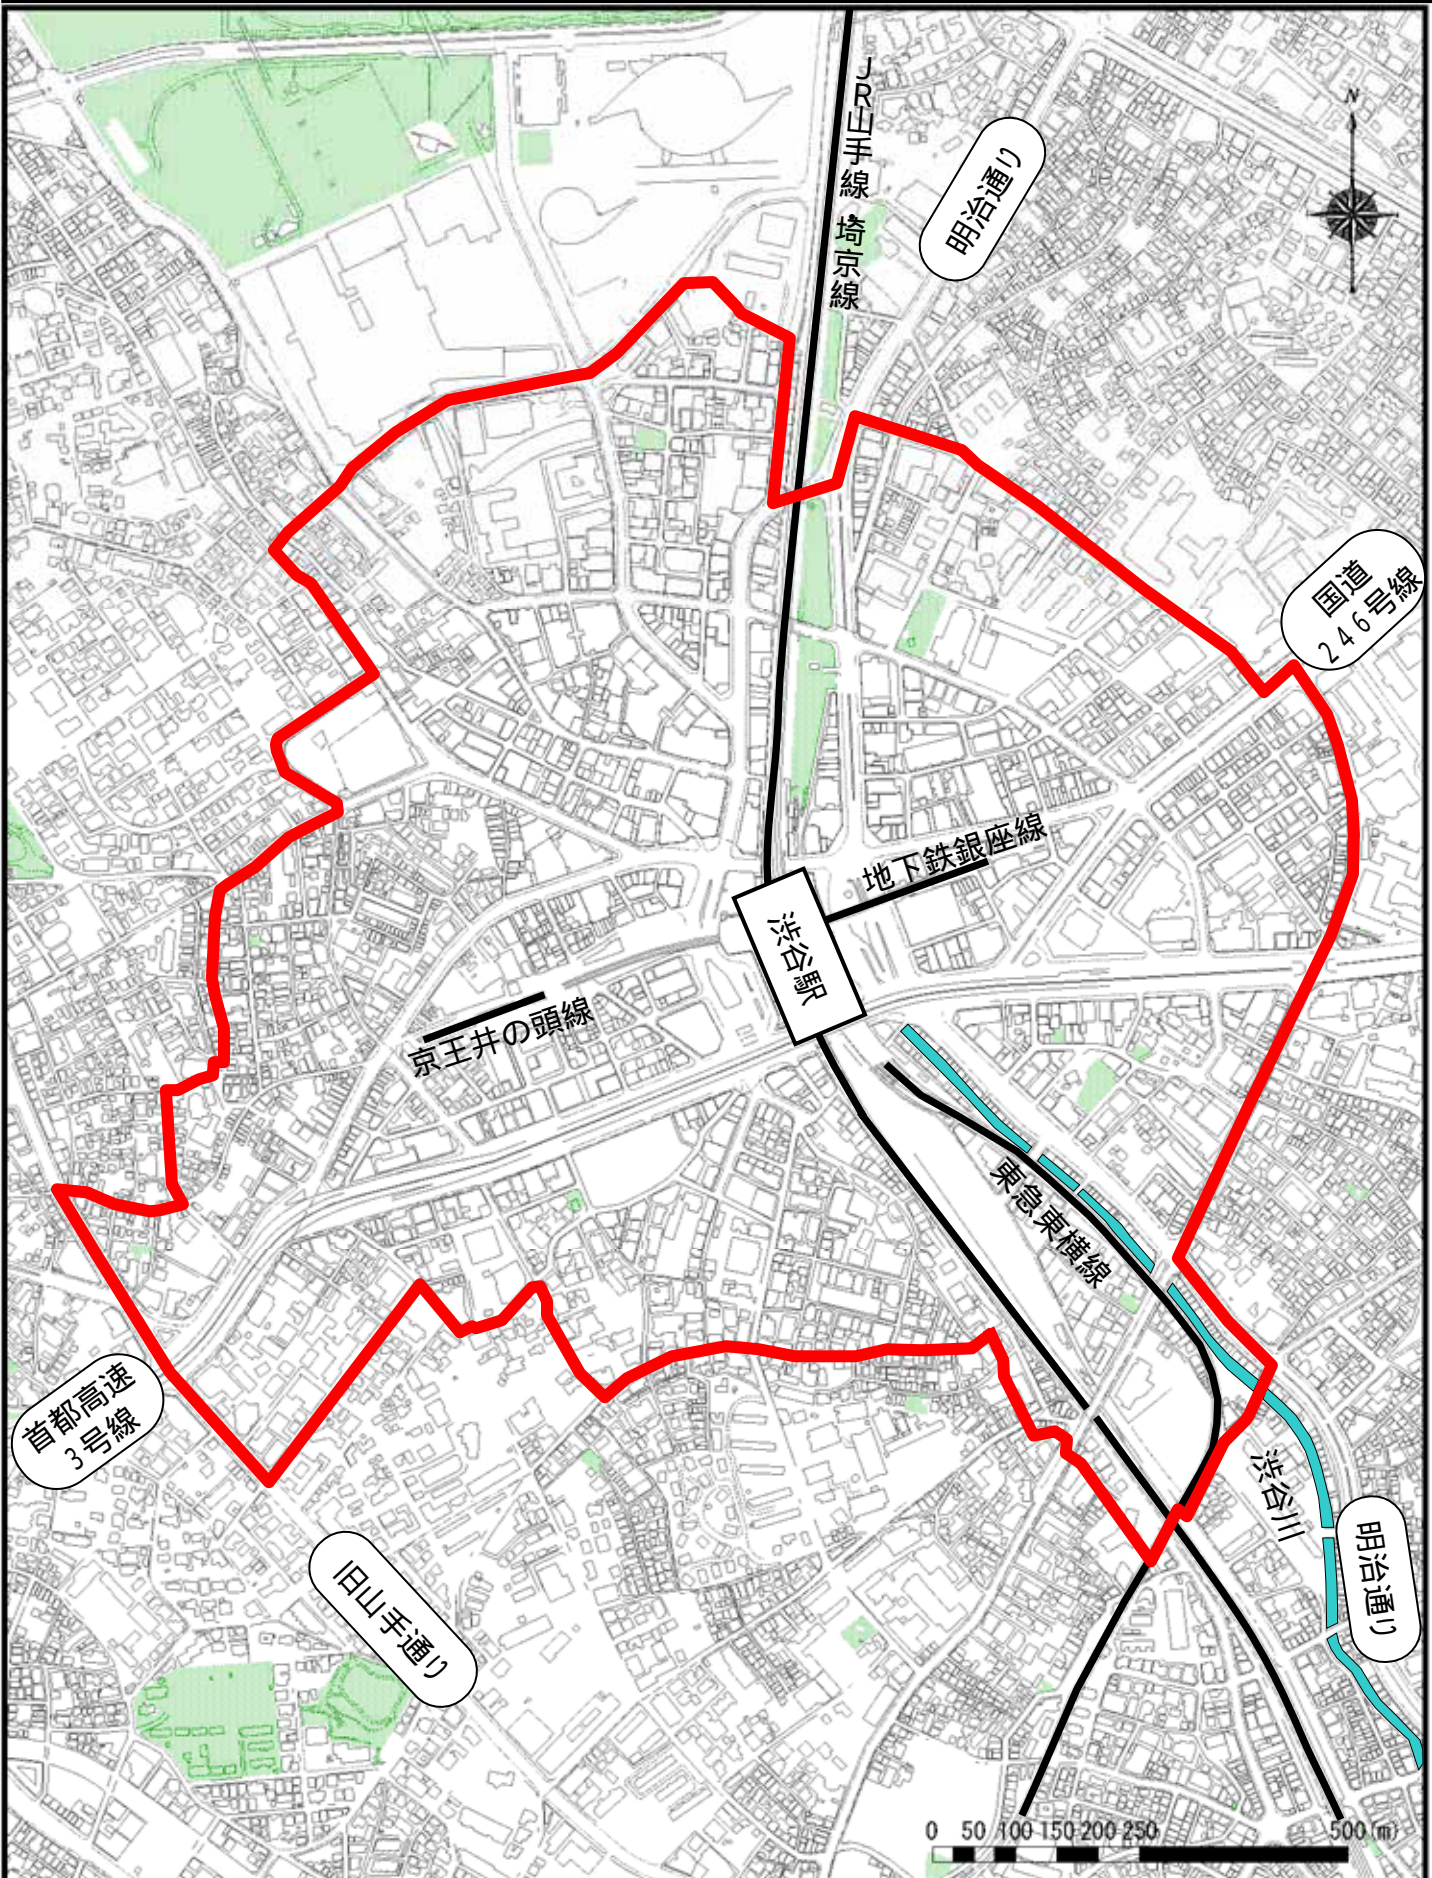 JR山手線 埼京線
明治通り
N
国道
246号線
地下鉄銀座線
渋谷駅
京王井の頭線
東急東横線
首都高速
3号線
渋谷川
明治通り
旧山手通り
0 50 100 150 200 250 500(m)